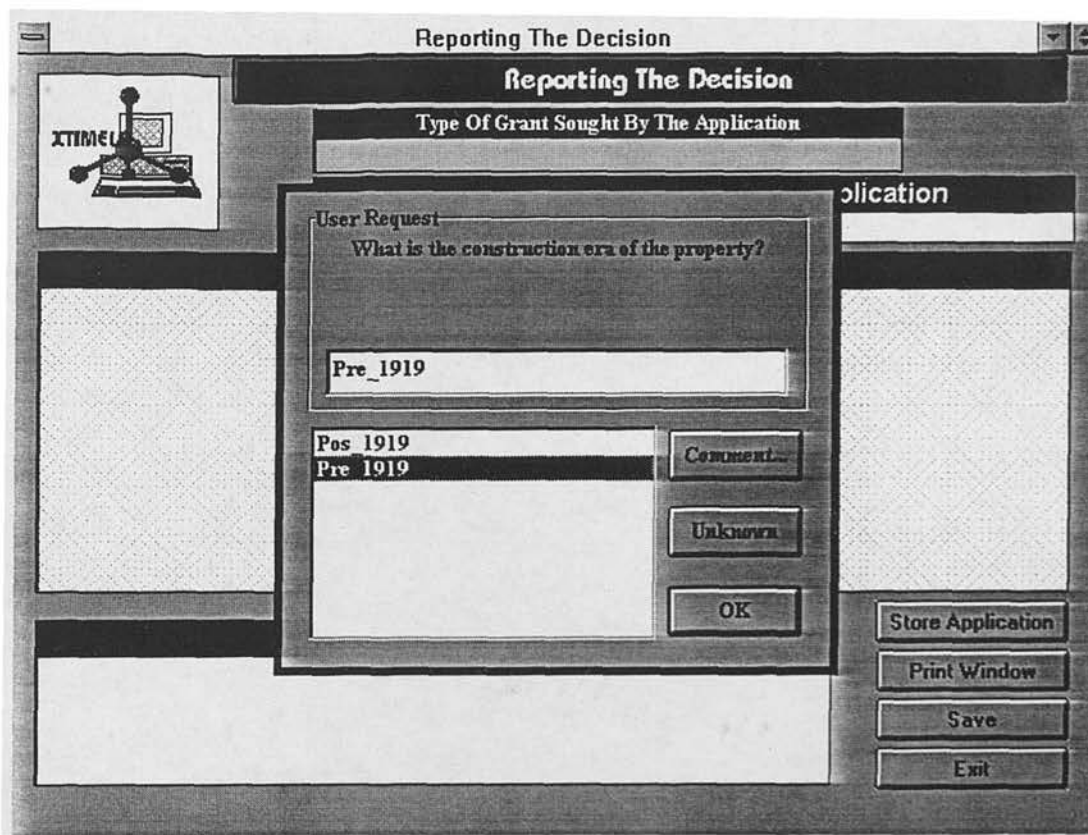 Reporting The Decision
Reporting The Decision
XTIMEL
Type Of Grant Sought By The Application
plication
User Request
What is the construction era of the property?
Pre_1919
Pos_1919
Pre_1919
Comment...
Unknown
OK
Store Application
Print Window
Save
Exit